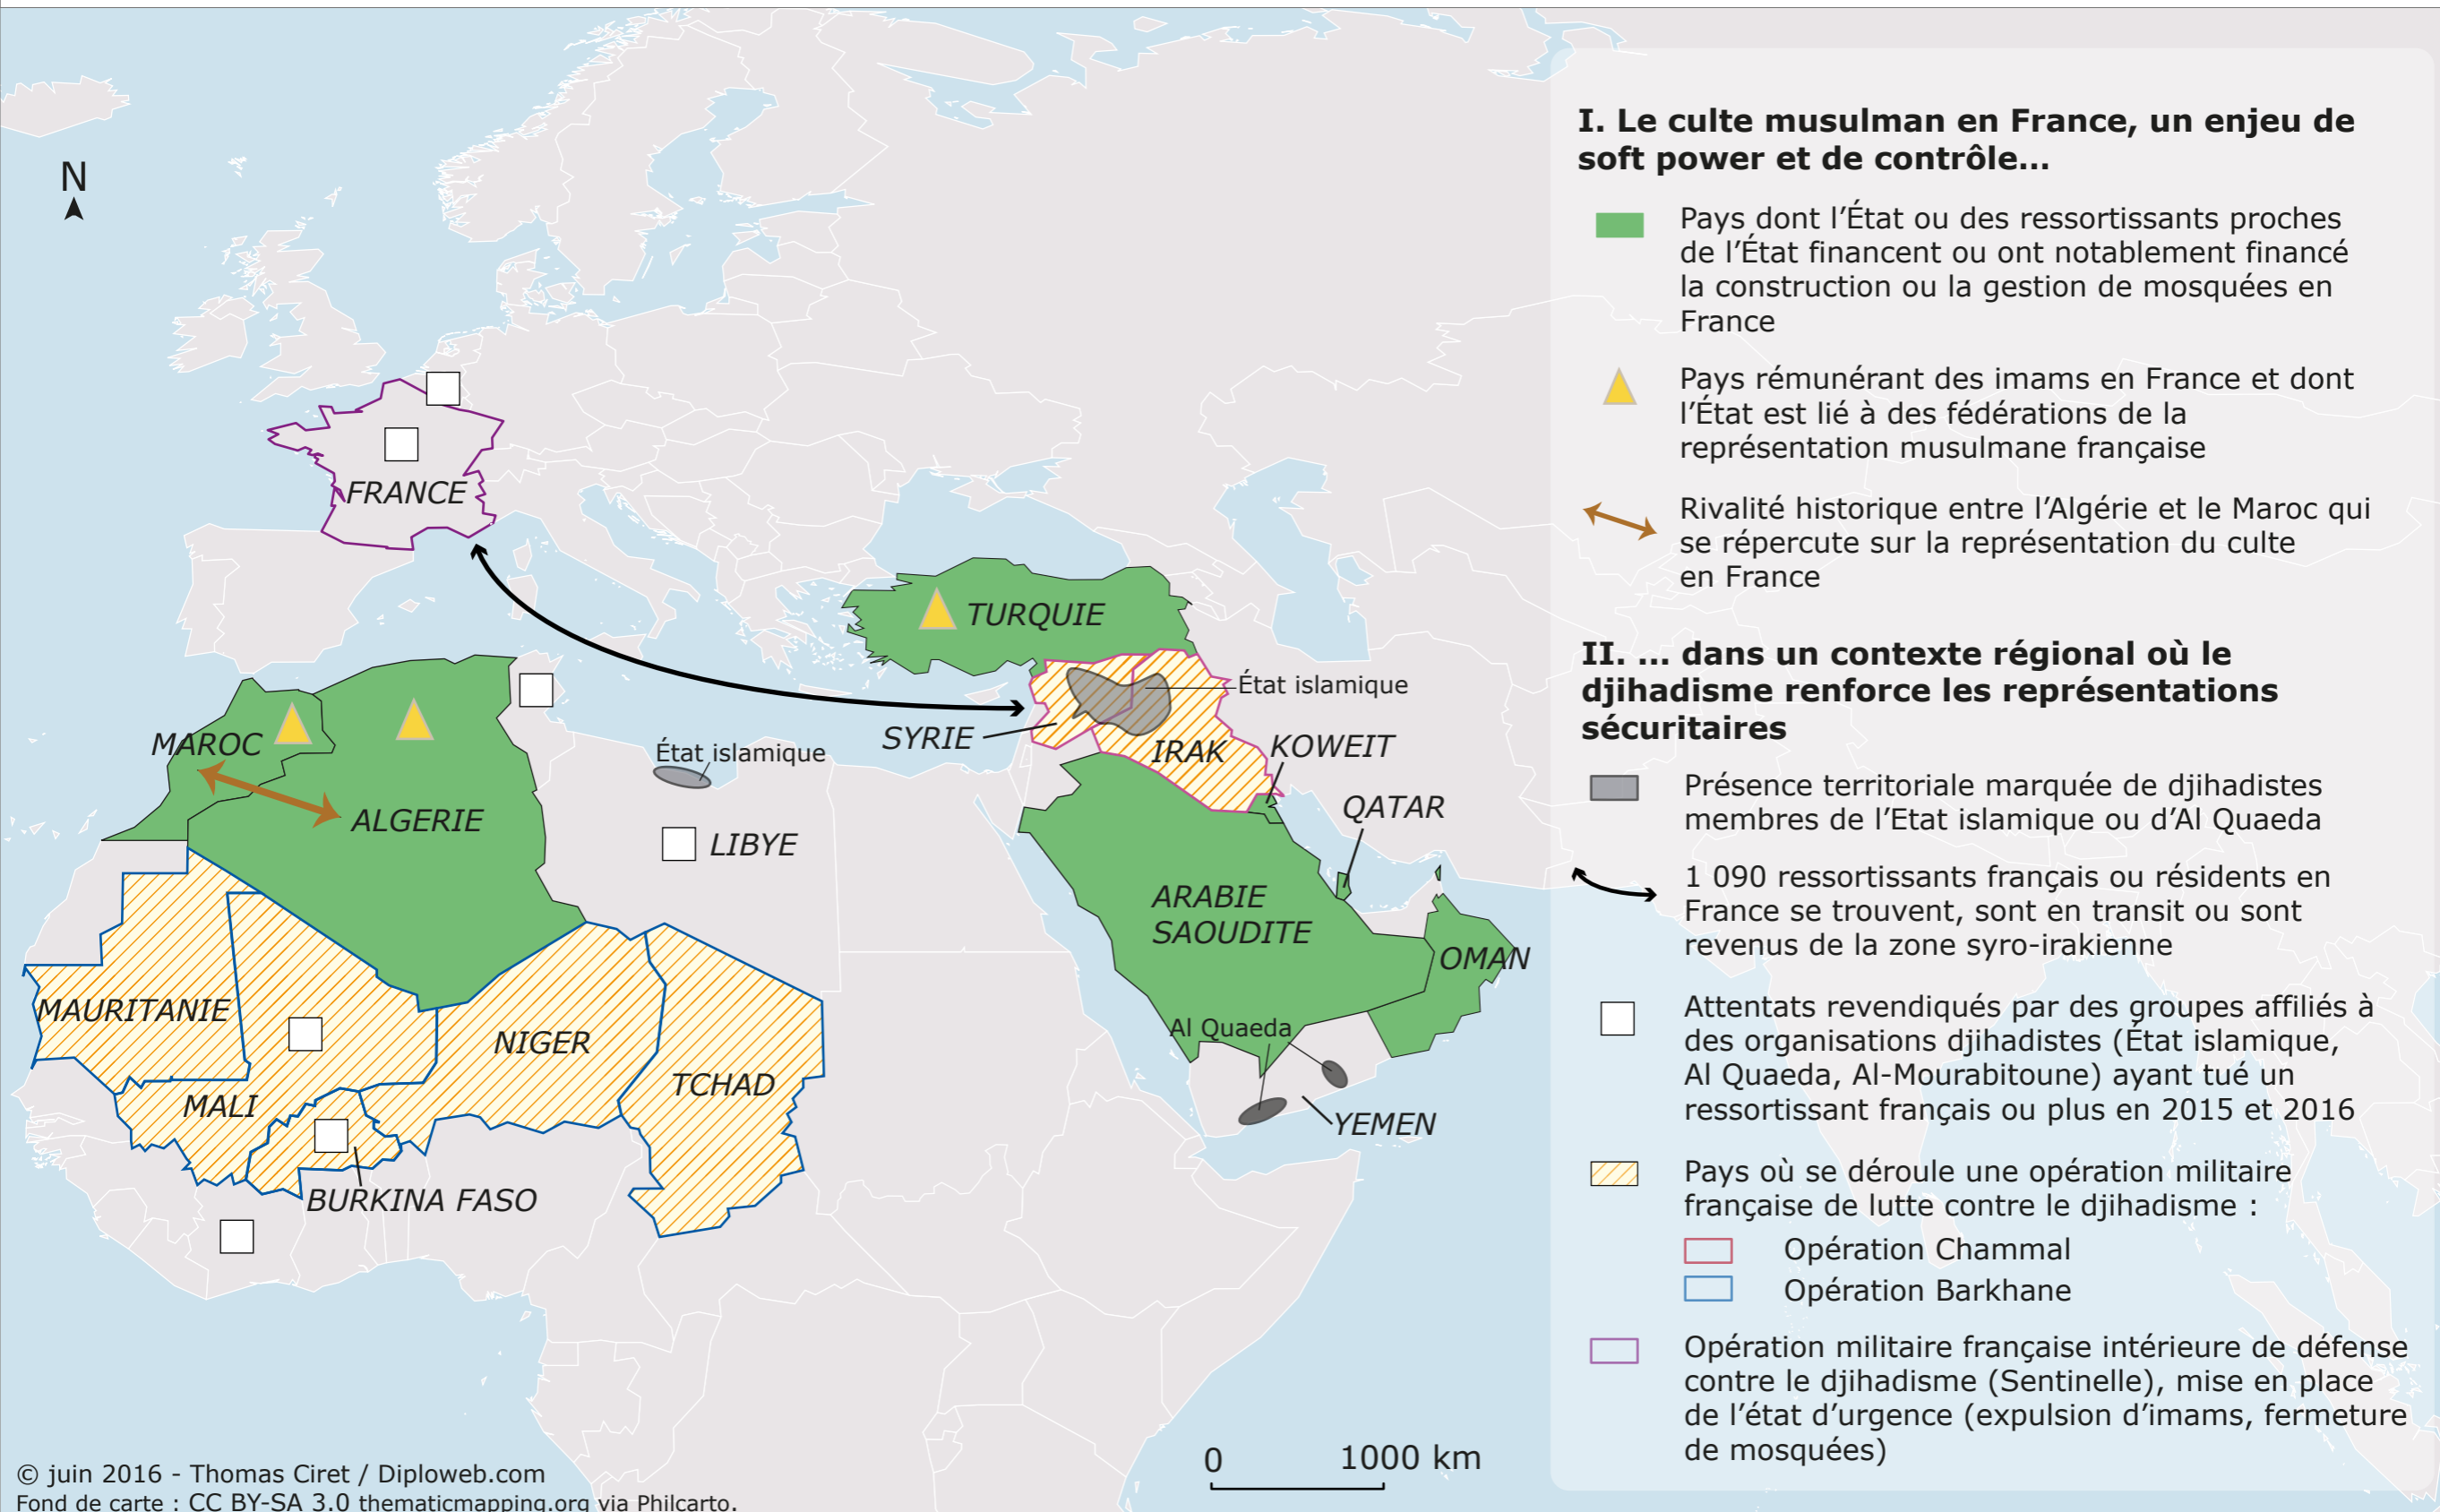 N
FRANCE
TURQUIE
État islamique
SYRIE
IRAK
KOWEIT
QATAR
MAROC
ALGERIE
État islamique
LIBYE
ARABIE
SAOUDITE
OMAN
MAURITANIE
MALI
NIGER
TCHAD
Al Quaeda
YEMEN
BURKINA FASO
0 1000 km
© juin 2016 - Thomas Ciret / Diploweb.com
Fond de carte : CC BY-SA 3.0 thematicmapping.org via Philcarto.
I. Le culte musulman en France, un enjeu de
soft power et de contrôle...
Pays dont l’État ou des ressortissants proches
de l’État financent ou ont notablement financé
la construction ou la gestion de mosquées en
France
Pays rémunérant des imams en France et dont
l’État est lié à des fédérations de la
représentation musulmane française
Rivalité historique entre l’Algérie et le Maroc qui
se répercute sur la représentation du culte
en France
II. ... dans un contexte régional où le
djihadisme renforce les représentations
sécuritaires
Présence territoriale marquée de djihadistes
membres de l’Etat islamique ou d’Al Quaeda
1 090 ressortissants français ou résidents en
France se trouvent, sont en transit ou sont
revenus de la zone syro-irakienne
Attentats revendiqués par des groupes affiliés à
des organisations djihadistes (État islamique,
Al Quaeda, Al-Mourabitoune) ayant tué un
ressortissant français ou plus en 2015 et 2016
Pays où se déroule une opération militaire
française de lutte contre le djihadisme :
Opération Chammal
Opération Barkhane
Opération militaire française intérieure de défense
contre le djihadisme (Sentinelle), mise en place
de l’état d’urgence (expulsion d’imams, fermeture
de mosquées)